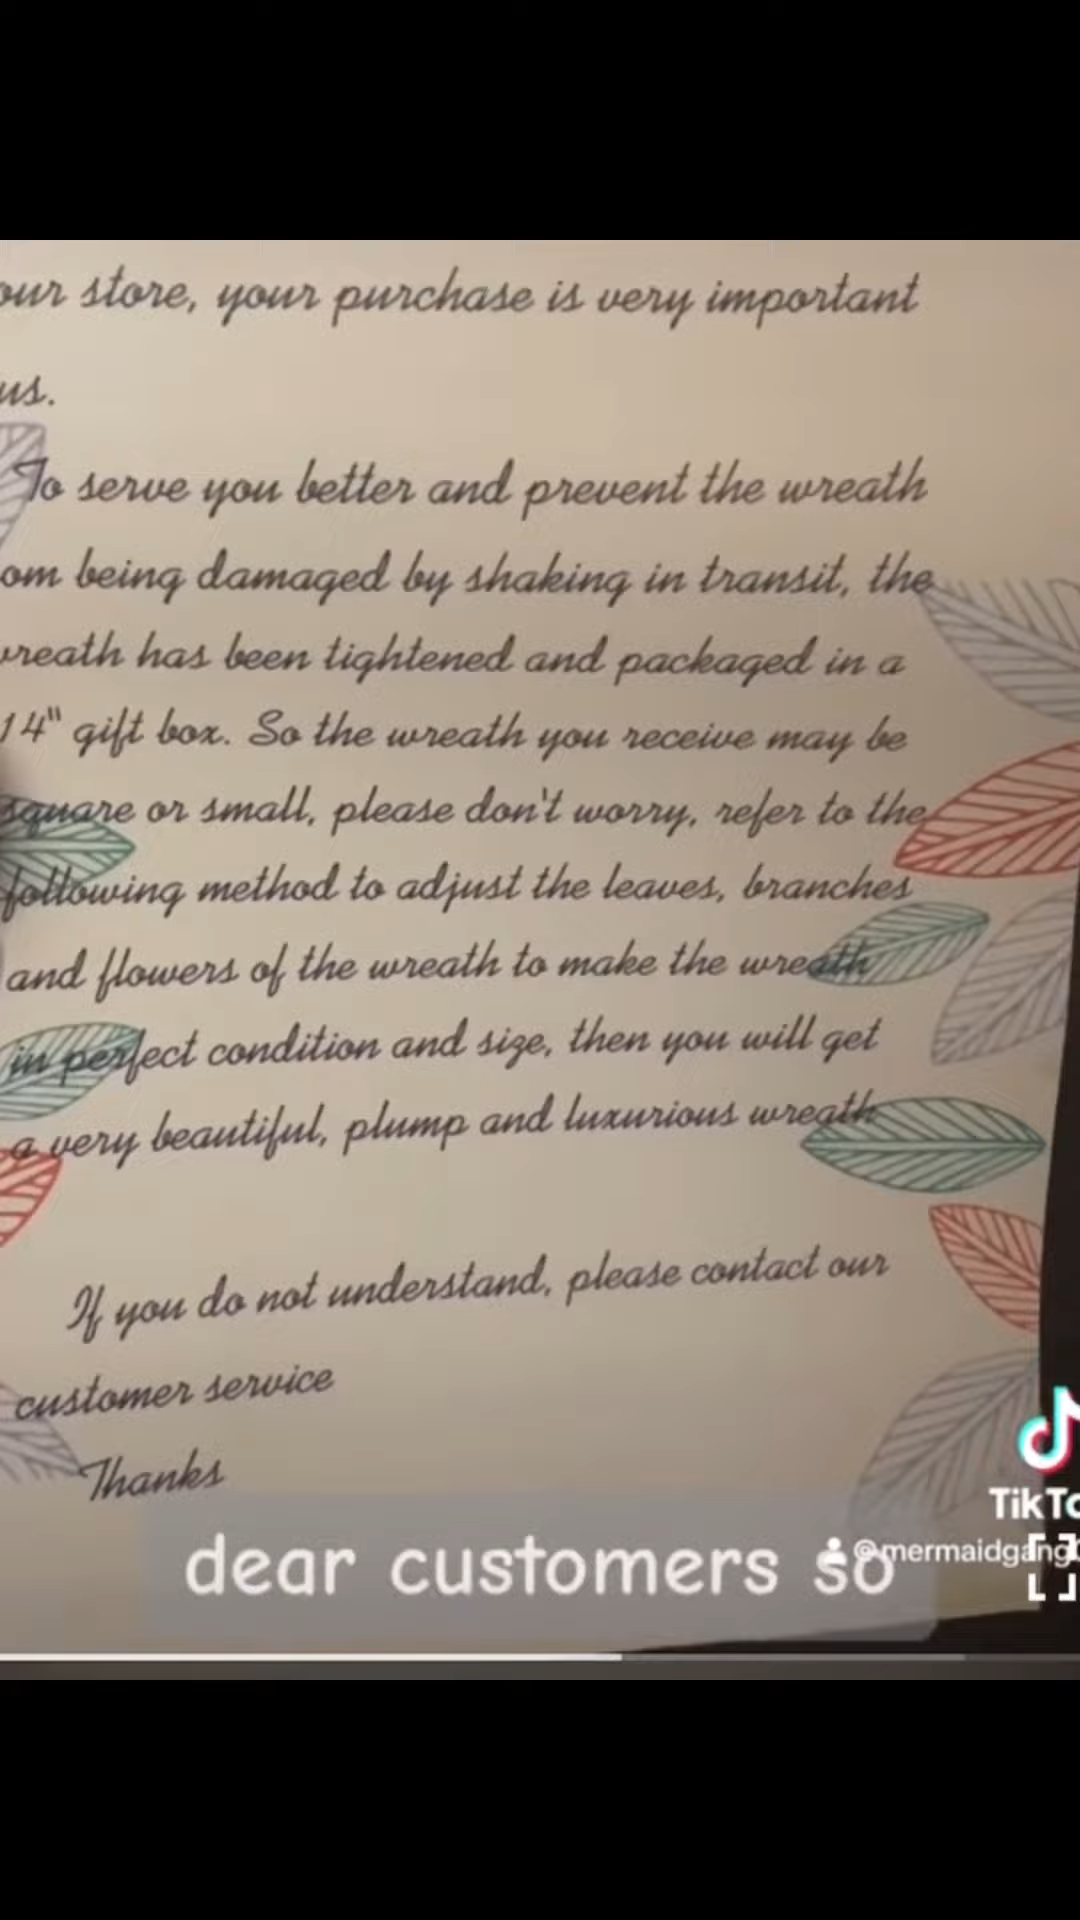 our store, your purchase is very important
us.
To serve you better and prevent the wreath
om being damaged by shaking in transit, the
wreath has been tightened and packaged in a
14" gift box. So the wreath you receive may be
square or small, please don't worry, refer to the
following method to adjust the leaves, branches
and flowers of the wreath to make the wreath
in perfect condition and size, then you will get
a very beautiful, plump and luxurious wreath
If you do not understand, please contact our
customer service
Thanks
TikTo
@mermaidgang
dear customers so